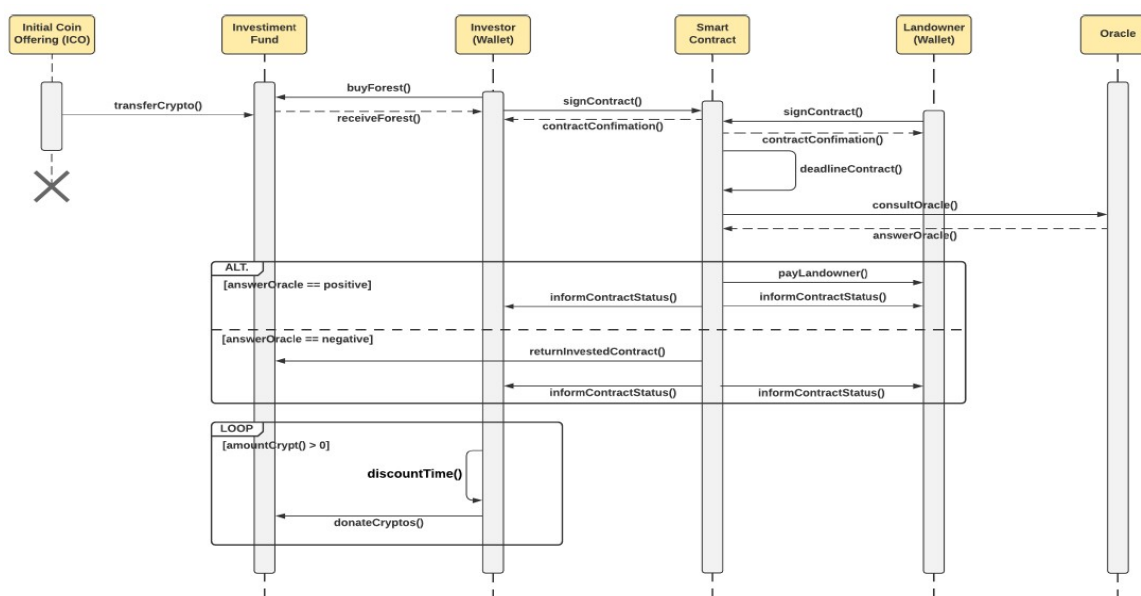 Initial Coin
Offering (ICO)
Investiment
Fund
Investor
(Wallet)
Smart
Contract
Landowner
(Wallet)
Oracle
transferCrypto()
buyForest()
receiveForest()
signContract()
contractConfimation()
signContract()
contractConfimation()
deadlineContract()
consultOracle()
answerOracle()
ALT.
[answerOracle == positive]
payLandowner()
informContractStatus()
informContractStatus()
[answerOracle == negative]
returnInvestedContract()
informContractStatus()
informContractStatus()
LOOP
[amountCrypt() > 0]
discountTime()
donateCryptos()